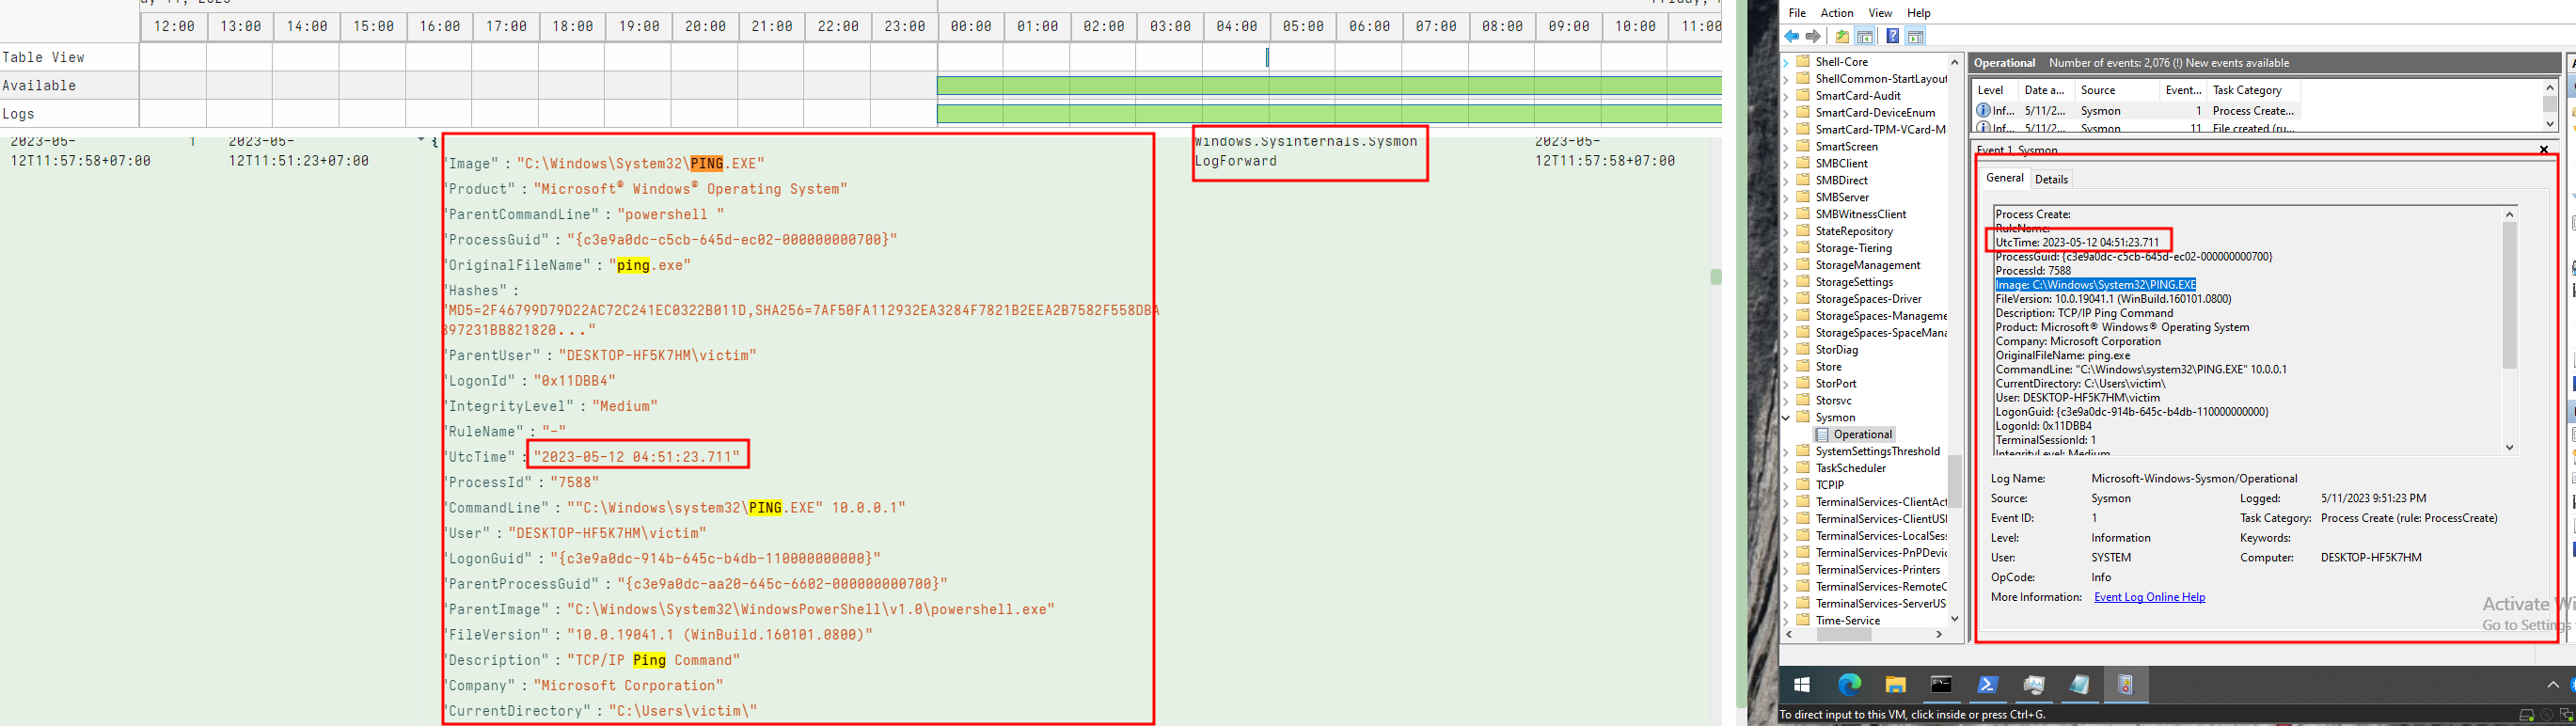 12:00 13:00 14:00 15:00 16:00 17:00 18:00 19:00 20:00 21:00 22:00 23:00 00:00 01:00 02:00 03:00 04:00 05:00 06:00 07:00 08:00 09:00 10:00 11:00
Table View
Available
Logs
2023-05-12T11:57:58+07:00
1
2023-05-12T11:51:23+07:00
{
"Image" : "C:\Windows\System32\PING.EXE"
"Product" : "Microsoft® Windows® Operating System"
"ParentCommandLine" : "powershell "
"ProcessGuid" : "{c3e9a0dc-c5cb-645d-ec02-000000000700}"
"OriginalFileName" : "ping.exe"
"Hashes" :
"MD5=2F46799D79D22AC72C241EC0322B011D,SHA256=7AF50FA112932EA3284F7821B2EEA2B7582F558DBA
897231BB821820..."
"ParentUser" : "DESKTOP-HF5K7HM\victim"
"LogonId" : "0x11DBB4"
"IntegrityLevel" : "Medium"
"RuleName" : "-"
"UtcTime" : "2023-05-12 04:51:23.711"
"ProcessId" : "7588"
"CommandLine" : ""C:\Windows\system32\PING.EXE" 10.0.0.1"
"User" : "DESKTOP-HF5K7HM\victim"
"LogonGuid" : "{c3e9a0dc-914b-645c-b4db-110000000000}"
"ParentProcessGuid" : "{c3e9a0dc-aa20-645c-6602-000000000700}"
"ParentImage" : "C:\Windows\System32\WindowsPowerShell\v1.0\powershell.exe"
"FileVersion" : "10.0.19041.1 (WinBuild.160101.0800)"
"Description" : "TCP/IP Ping Command"
"Company" : "Microsoft Corporation"
"CurrentDirectory" : "C:\Users\victim\"
Windows.Sysinternals.Sysmon
LogForward
2023-05-
12T11:57:58+07:00
File Action View Help
Shell-Core
ShellCommon-StartLayout
SmartCard-Audit
SmartCard-DeviceEnum
SmartCard-TPM-VCard-M
SmartScreen
SMBClient
SMBDirect
SMBServer
SMBWitnessClient
StateRepository
Storage-Tiering
StorageManagement
StorageSettings
StorageSpaces-Driver
StorageSpaces-Manageme
StorageSpaces-SpaceMana
StorDiag
Store
StorPort
Storsvc
Sysmon
Operational
SystemSettingsThreshold
TaskScheduler
TCPIP
TerminalServices-ClientAct
TerminalServices-ClientUSI
TerminalServices-LocalSess
TerminalServices-PnPDevic
TerminalServices-Printers
TerminalServices-RemoteC
TerminalServices-ServerUS
Time-Service
Operational Number of events: 2,076 (!) New events available
Level Date a... Source Event... Task Category
Inf... 5/11/2... Sysmon 1 Process Create...
Inf... 5/11/2... Sysmon 11 File created (ru...
Event 1, Sysmon
General Details
Process Create:
RuleName:
UtcTime: 2023-05-12 04:51:23.711
ProcessGuid: {c3e9a0dc-c5cb-645d-ec02-000000000700}
ProcessId: 7588
Image: C:\Windows\System32\PING.EXE
FileVersion: 10.0.19041.1 (WinBuild.160101.0800)
Description: TCP/IP Ping Command
Product: Microsoft® Windows® Operating System
Company: Microsoft Corporation
OriginalFileName: ping.exe
CommandLine: "C:\Windows\system32\PING.EXE" 10.0.0.1
CurrentDirectory: C:\Users\victim\
User: DESKTOP-HF5K7HM\victim
LogonGuid: {c3e9a0dc-914b-645c-b4db-110000000000}
LogonId: 0x11DBB4
TerminalSessionId: 1
IntegrityLevel: Medium
Log Name: Microsoft-Windows-Sysmon/Operational
Source: Sysmon Logged: 5/11/2023 9:51:23 PM
Event ID: 1 Task Category: Process Create (rule: ProcessCreate)
Level: Information Keywords:
User: SYSTEM Computer: DESKTOP-HF5K7HM
OpCode: Info
More Information: Event Log Online Help
Activate Wi
Go to Settings
To direct input to this VM, click inside or press Ctrl+G.